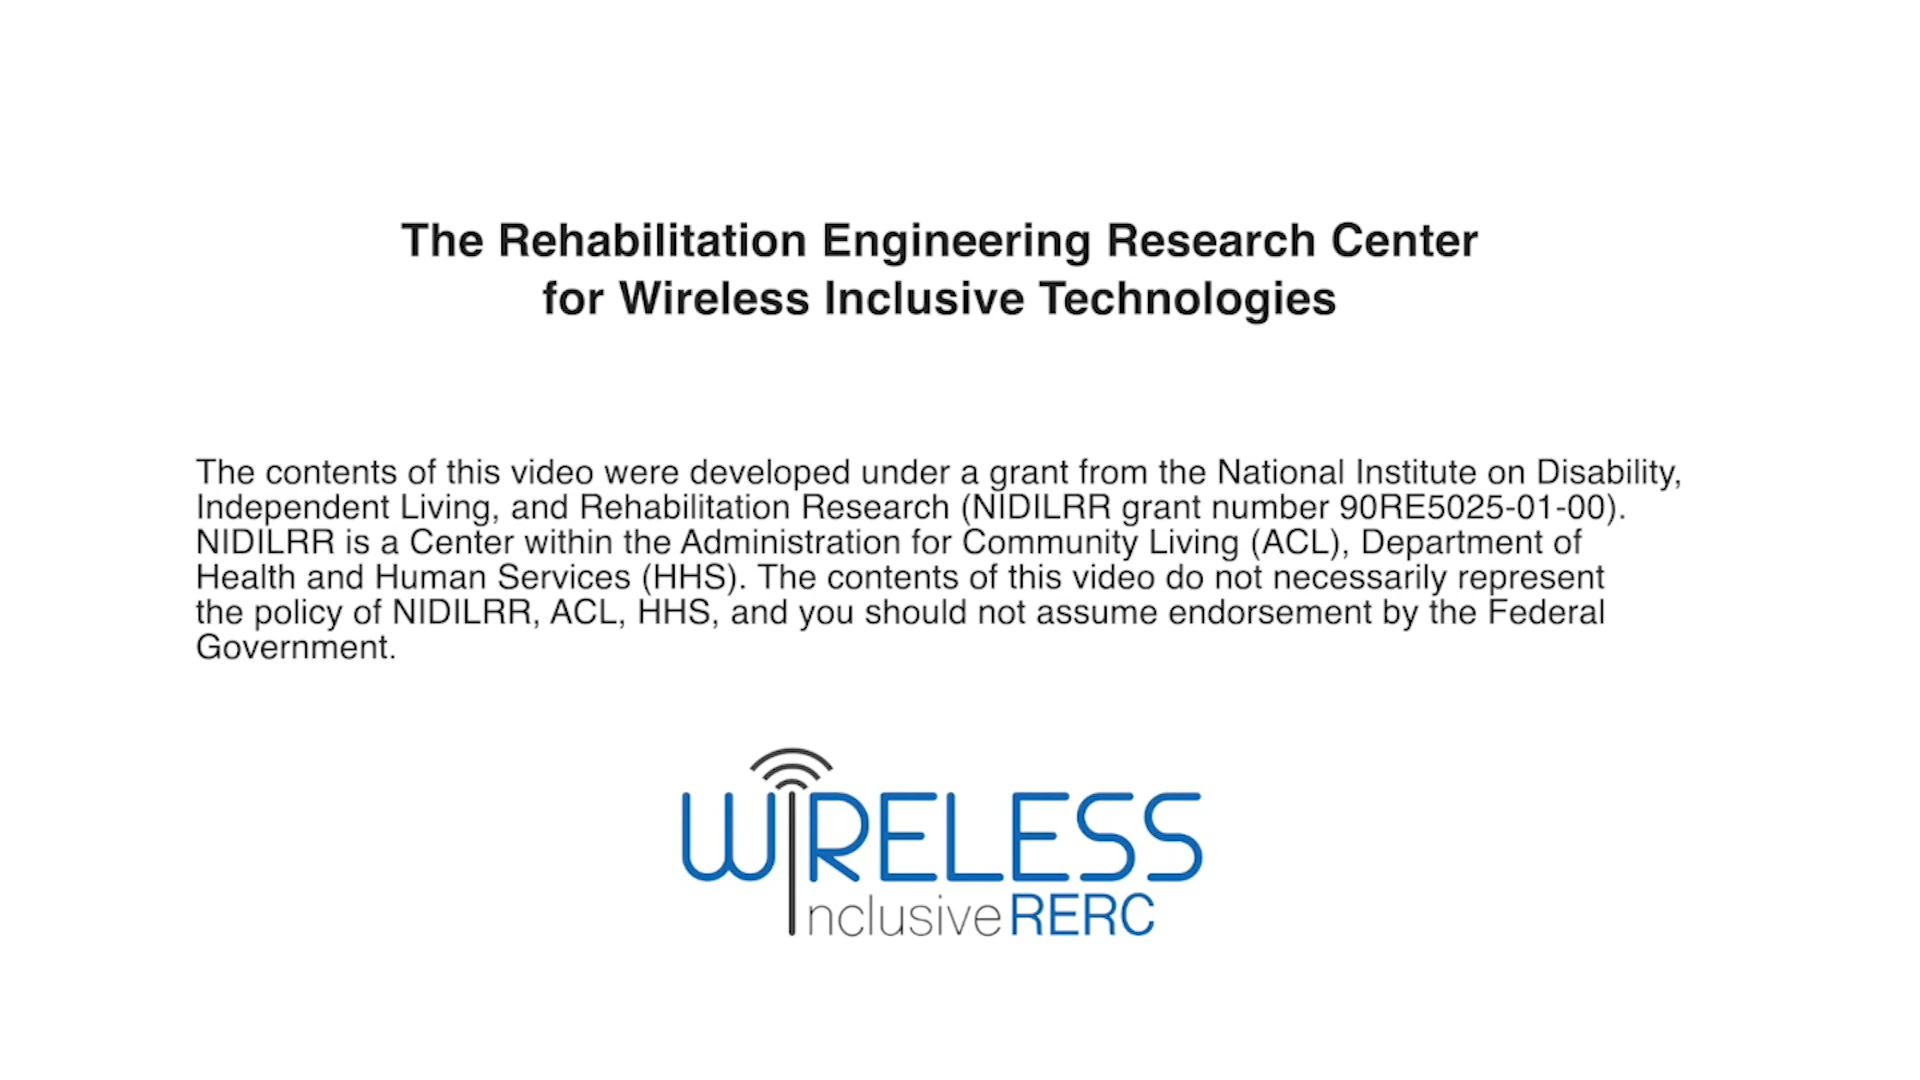 The Rehabilitation Engineering Research Center
for Wireless Inclusive Technologies
The contents of this video were developed under a grant from the National Institute on Disability,
Independent Living, and Rehabilitation Research (NIDILRR grant number 90RE5025-01-00).
NIDILRR is a Center within the Administration for Community Living (ACL), Department of
Health and Human Services (HHS). The contents of this video do not necessarily represent
the policy of NIDILRR, ACL, HHS, and you should not assume endorsement by the Federal
Government.
WiRELESS
InclusiveRERC